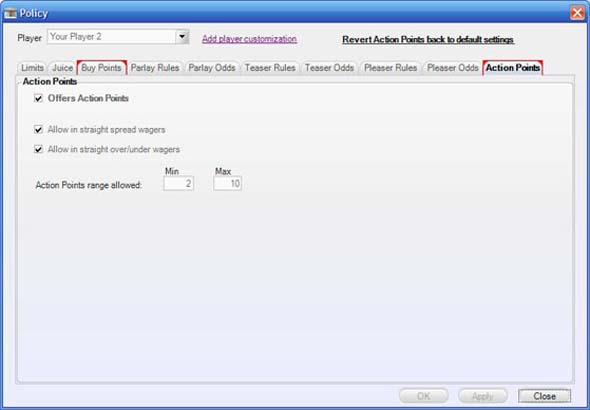 Policy
Player Your Player 2 Add player customization Revert Action Points back to default settings
Limits Juice Buy Points Parlay Rules Parlay Odds Teaser Rules Teaser Odds Pleaser Rules Pleaser Odds Action Points
Action Points
Offers Action Points
Allow in straight spread wagers
Allow in straight over/under wagers
Min Max
Action Points range allowed: 2 10
OK Apply Close